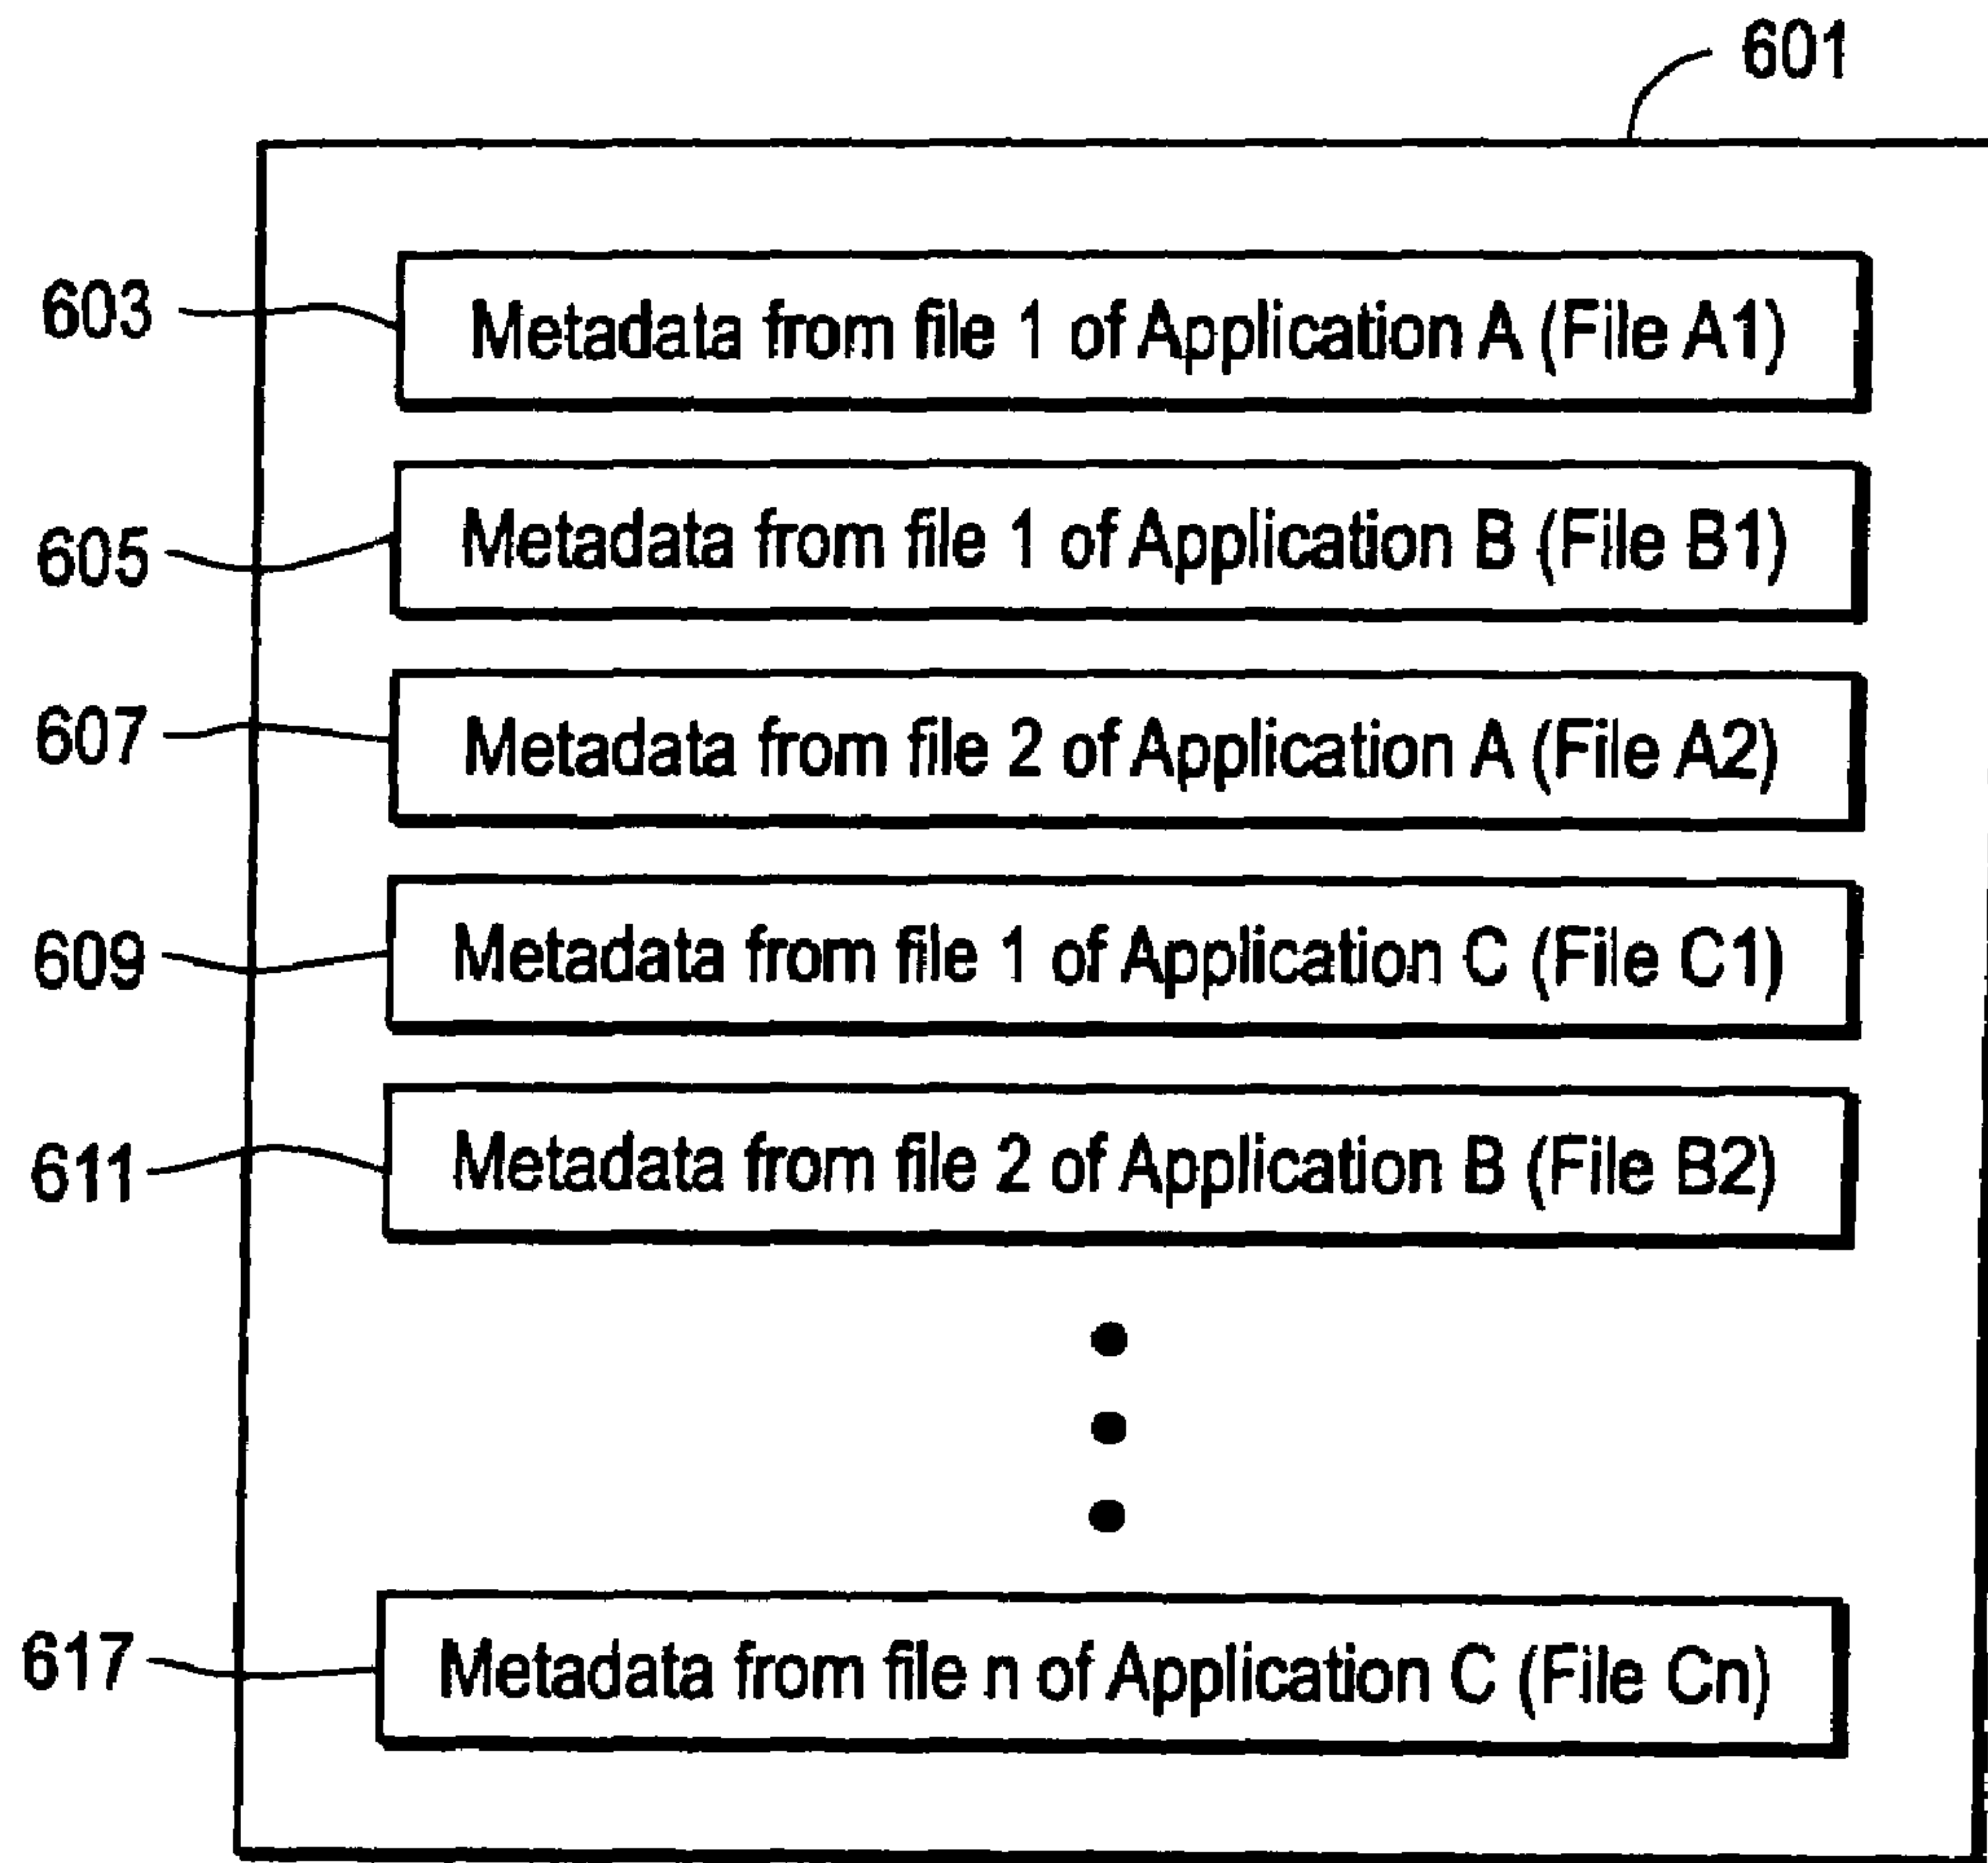 601
603 Metadata from file 1 of Application A (File A1)
605 Metadata from file 1 of Application B (File B1)
607 Metadata from file 2 of Application A (File A2)
609 Metadata from file 1 of Application C (File C1)
611 Metadata from file 2 of Application B (File B2)
617 Metadata from file n of Application C (File Cn)